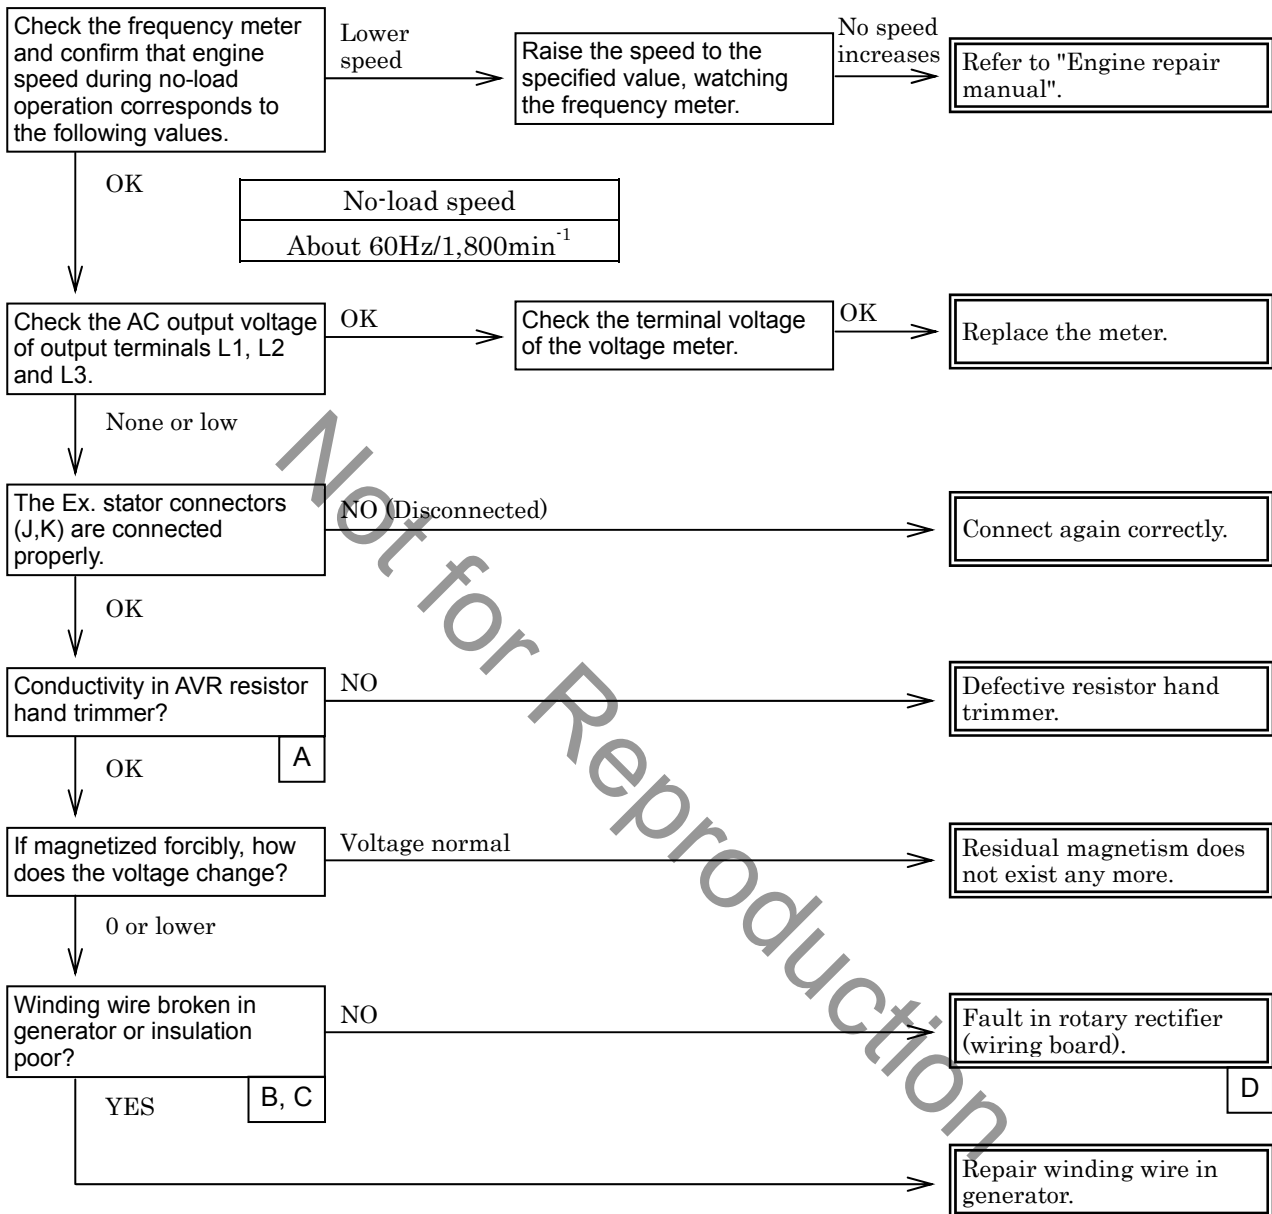 Check the frequency meter
and confirm that engine
speed during no-load
operation corresponds to
the following values.
Lower
speed
Raise the speed to the
specified value, watching
the frequency meter.
No speed
increases
Refer to "Engine repair
manual".
OK
No-load speed
About 60Hz/1,800min⁻¹
Check the AC output voltage
of output terminals L1, L2
and L3.
OK
Check the terminal voltage
of the voltage meter.
OK
Replace the meter.
None or low
The Ex. stator connectors
(J,K) are connected
properly.
NO (Disconnected)
Connect again correctly.
OK
Conductivity in AVR resistor
hand trimmer?
A
NO
Defective resistor hand
trimmer.
OK
If magnetized forcibly, how
does the voltage change?
Voltage normal
Residual magnetism does
not exist any more.
0 or lower
Winding wire broken in
generator or insulation
poor?
B, C
NO
Fault in rotary rectifier
(wiring board).
D
YES
Repair winding wire in
generator.
Not for Reproduction